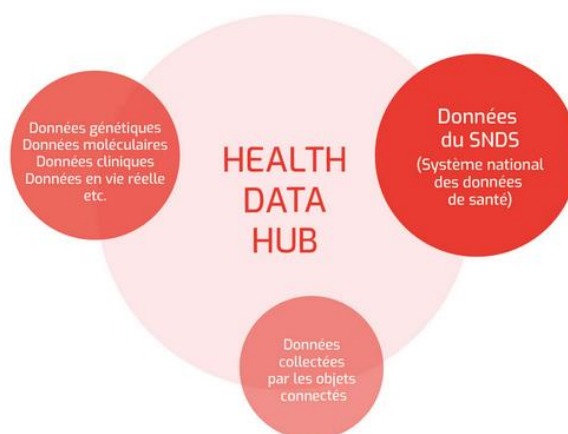 Données génétiques
Données moléculaires
Données cliniques
Données en vie réelle
etc.
HEALTH
DATA
HUB
Données
du SNDS
(Système national
des données
de santé)
Données
collectées
par les objets
connectés